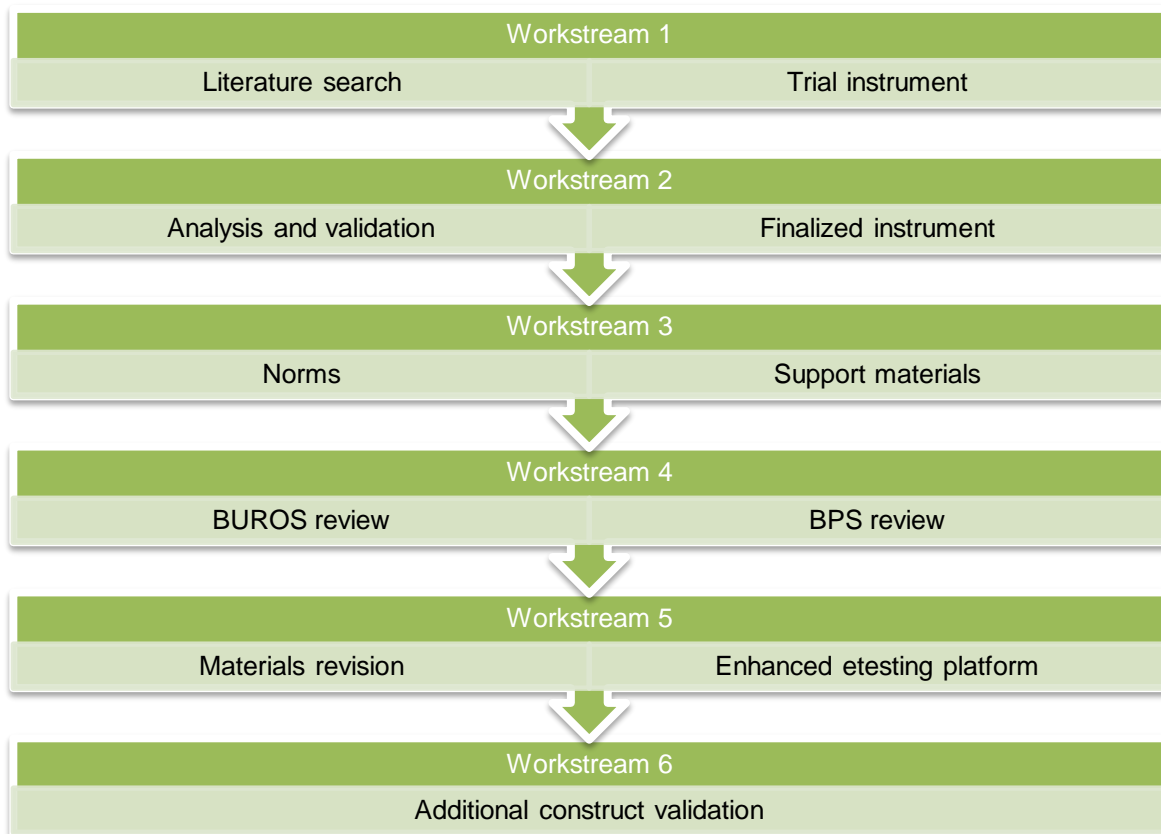 Workstream 1
Literature search
Trial instrument
Workstream 2
Analysis and validation
Finalized instrument
Workstream 3
Norms
Support materials
Workstream 4
BUROS review
BPS review
Workstream 5
Materials revision
Enhanced etesting platform
Workstream 6
Additional construct validation